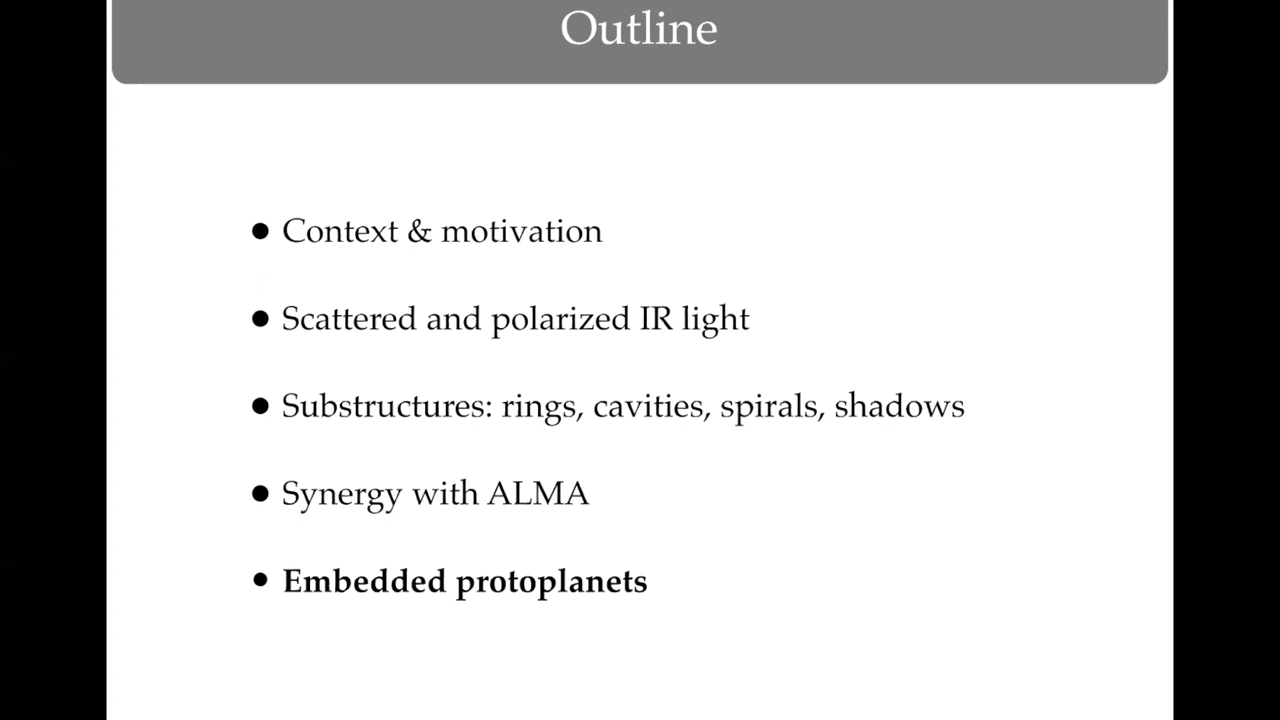 Outline
• Context & motivation
• Scattered and polarized IR light
• Substructures: rings, cavities, spirals, shadows
• Synergy with ALMA
• Embedded protoplanets